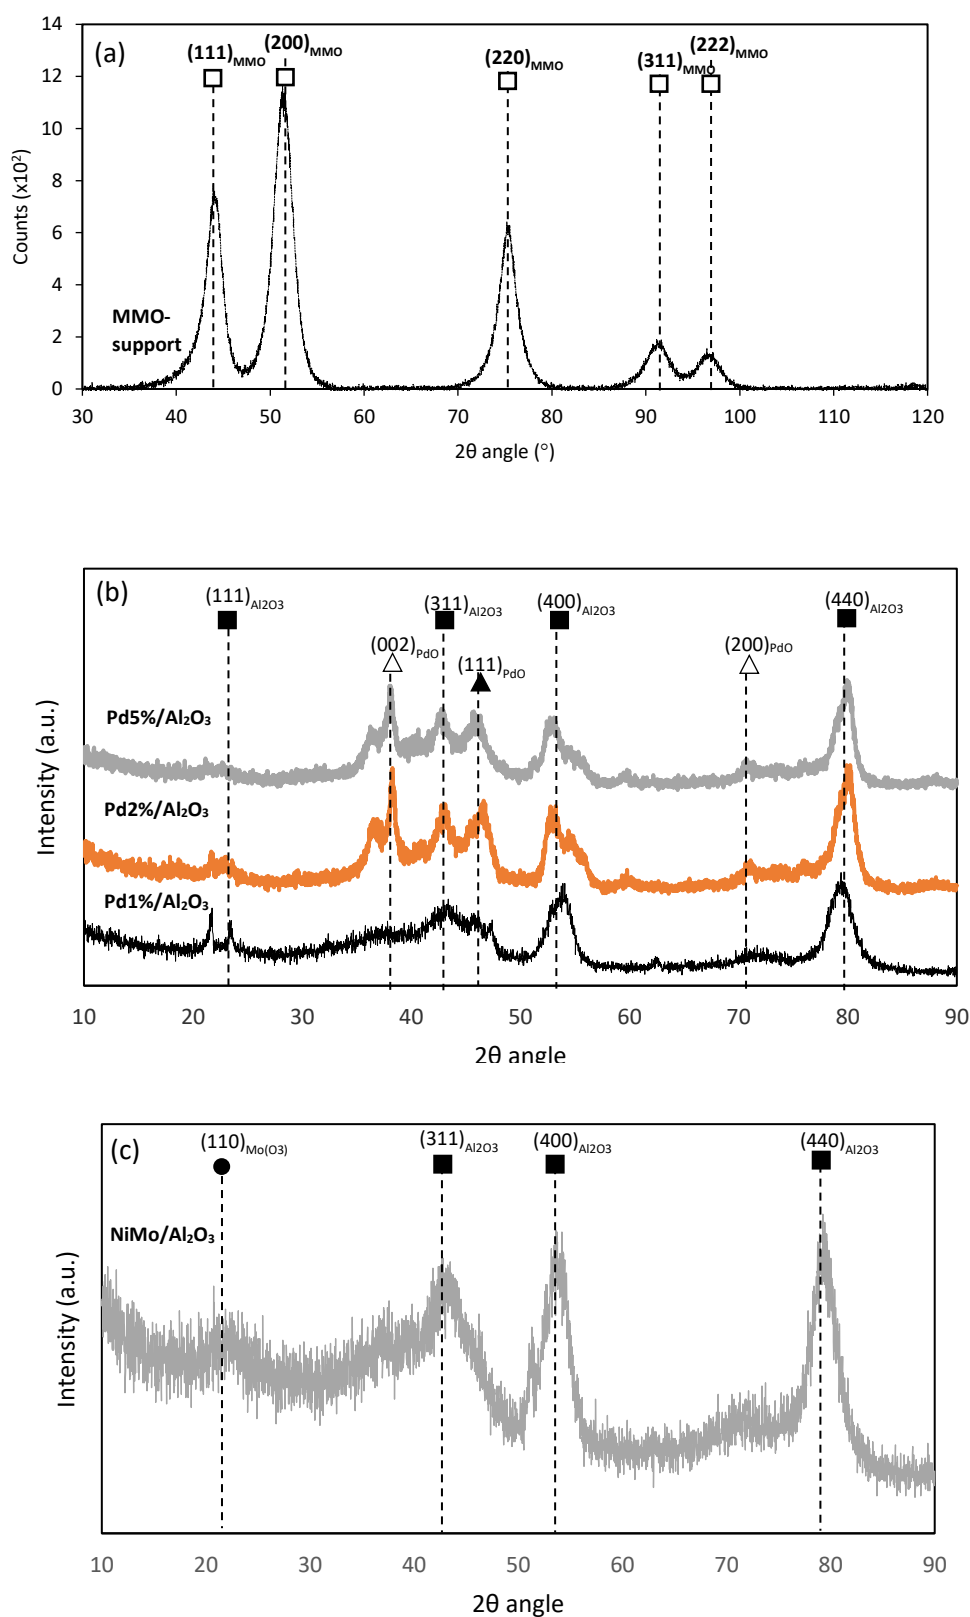 (a)
(111)MMO
(200)MMO
(220)MMO
(311)MMO
(222)MMO
14
12
10
8
6
4
2
0
Counts (x10²)
MMO-
support
30 40 50 60 70 80 90 100 110 120
2θ angle (°)
(b)
(111)Al2O3
(002)PdO
(311)Al2O3
(111)PdO
(400)Al2O3
(200)PdO
(440)Al2O3
Pd5%/Al₂O₃
Pd2%/Al₂O₃
Pd1%/Al₂O₃
Intensity (a.u.)
10 20 30 40 50 60 70 80 90
2θ angle
(c)
(110)Mo(O3)
(311)Al2O3
(400)Al2O3
(440)Al2O3
NiMo/Al₂O₃
Intensity (a.u.)
10 20 30 40 50 60 70 80 90
2θ angle